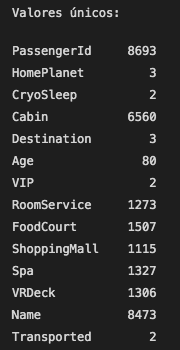 Valores únicos:
PassengerId 8693
HomePlanet 3
CryoSleep 2
Cabin 6560
Destination 3
Age 80
VIP 2
RoomService 1273
FoodCourt 1507
ShoppingMall 1115
Spa 1327
VRDeck 1306
Name 8473
Transported 2